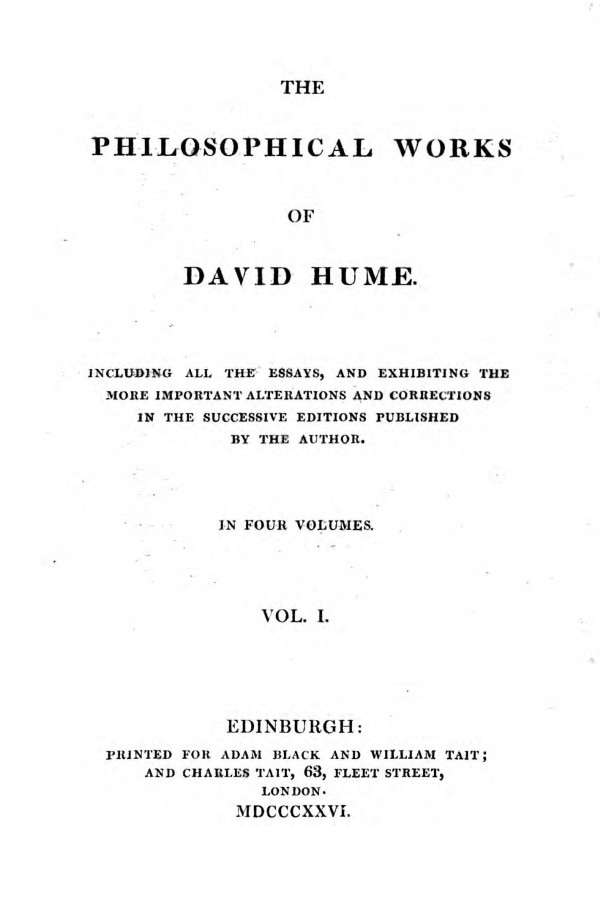 THE
PHILOSOPHICAL WORKS
OF
DAVID HUME.
INCLUDING ALL THE ESSAYS, AND EXHIBITING THE
MORE IMPORTANT ALTERATIONS AND CORRECTIONS
IN THE SUCCESSIVE EDITIONS PUBLISHED
BY THE AUTHOR.
IN FOUR VOLUMES.
VOL. I.
EDINBURGH:
PRINTED FOR ADAM BLACK AND WILLIAM TAIT;
AND CHARLES TAIT, 63, FLEET STREET,
LONDON.
MDCCCXXVI.